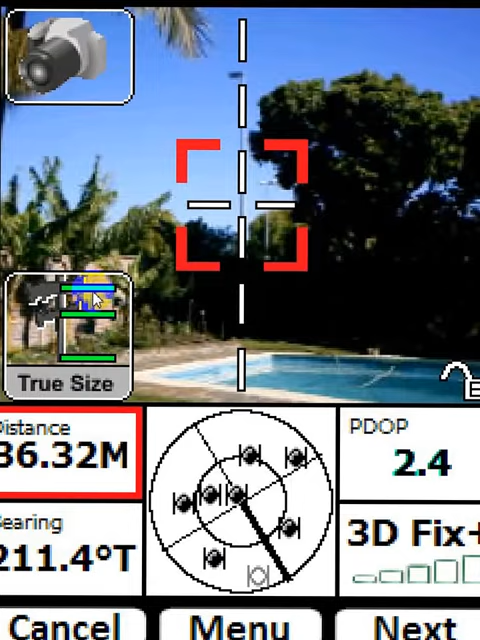 True Size
Distance
36.32M
PDOP
2.4
Bearing
211.4°T
3D Fix+
Cancel
Menu
Next